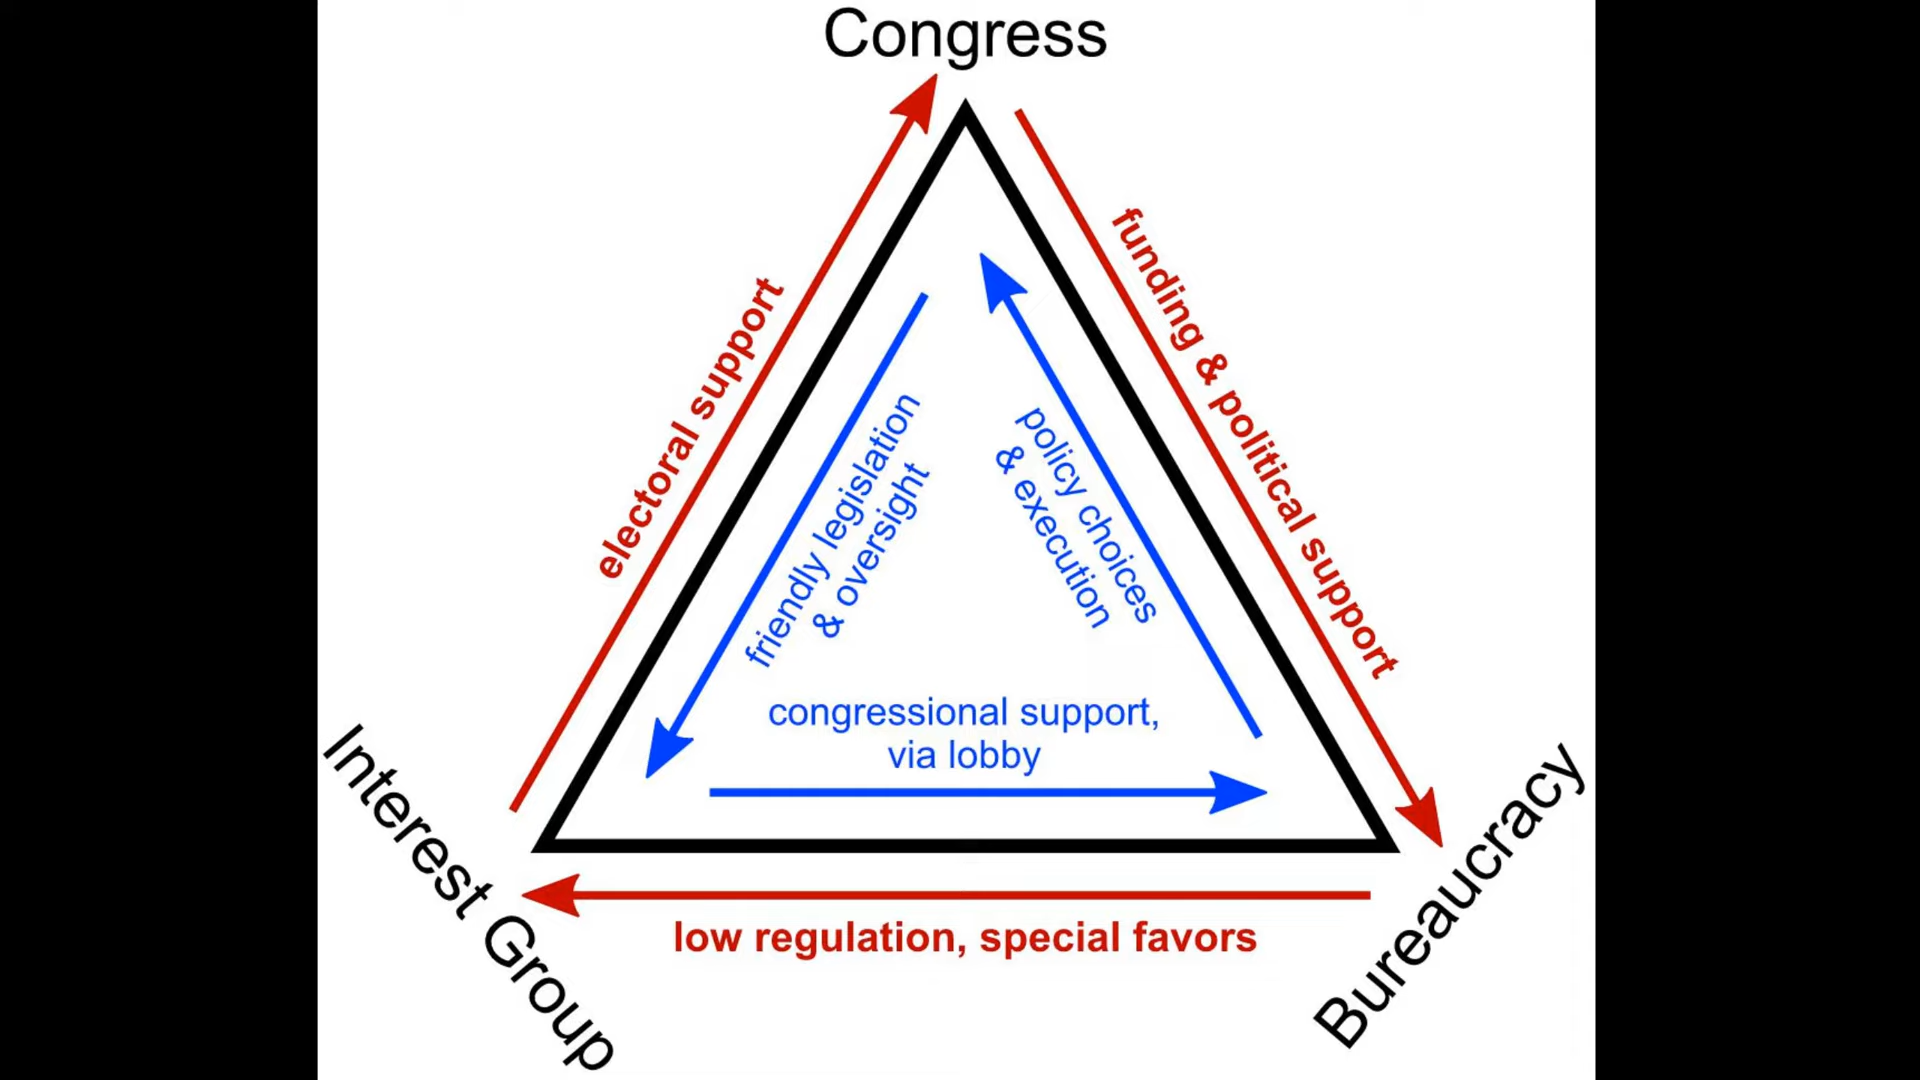 Congress
electoral support
funding & political support
friendly legislation
& oversight
policy choices
& execution
congressional support,
via lobby
Interest Group
Bureaucracy
low regulation, special favors